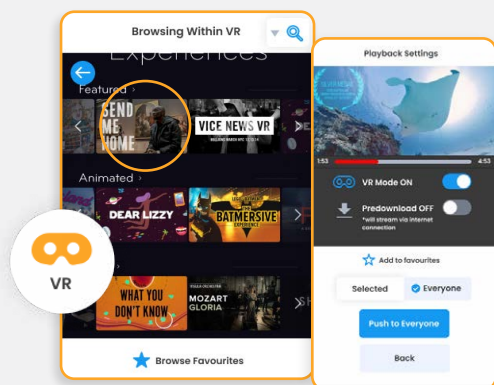 Browsing Within VR
Experiences
Featured
SEND
ME
HOME
VICE NEWS VR
Animated
DEAR LIZZY
BATMERSIVE
EXPERIENCE
WHAT YOU
DON'T KNOW
MOZART
GLORIA
VR
Browse Favourites
Playback Settings
1:53
4:53
VR Mode ON
Predownload OFF
*will stream via internet
connection
Add to favourites
Selected
Everyone
Push to Everyone
Back